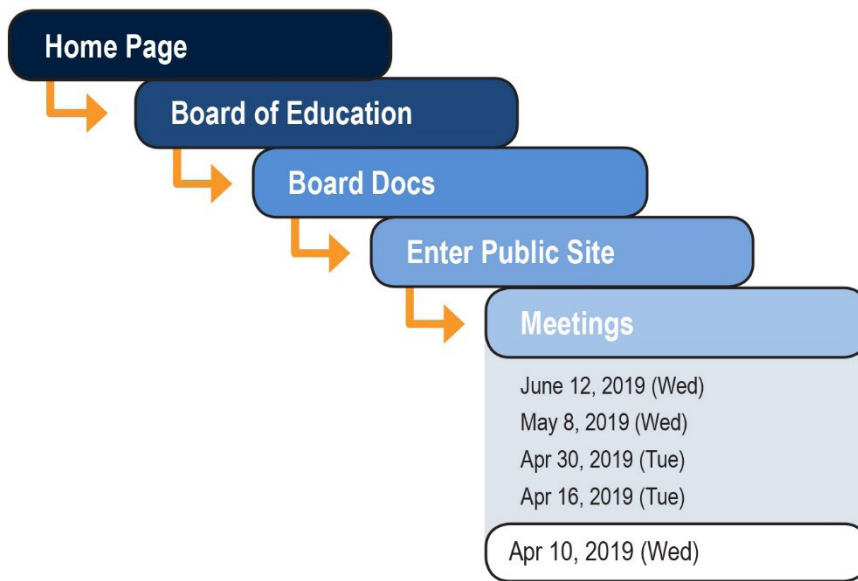 Home Page
Board of Education
Board Docs
Enter Public Site
Meetings
June 12, 2019 (Wed)
May 8, 2019 (Wed)
Apr 30, 2019 (Tue)
Apr 16, 2019 (Tue)
Apr 10, 2019 (Wed)